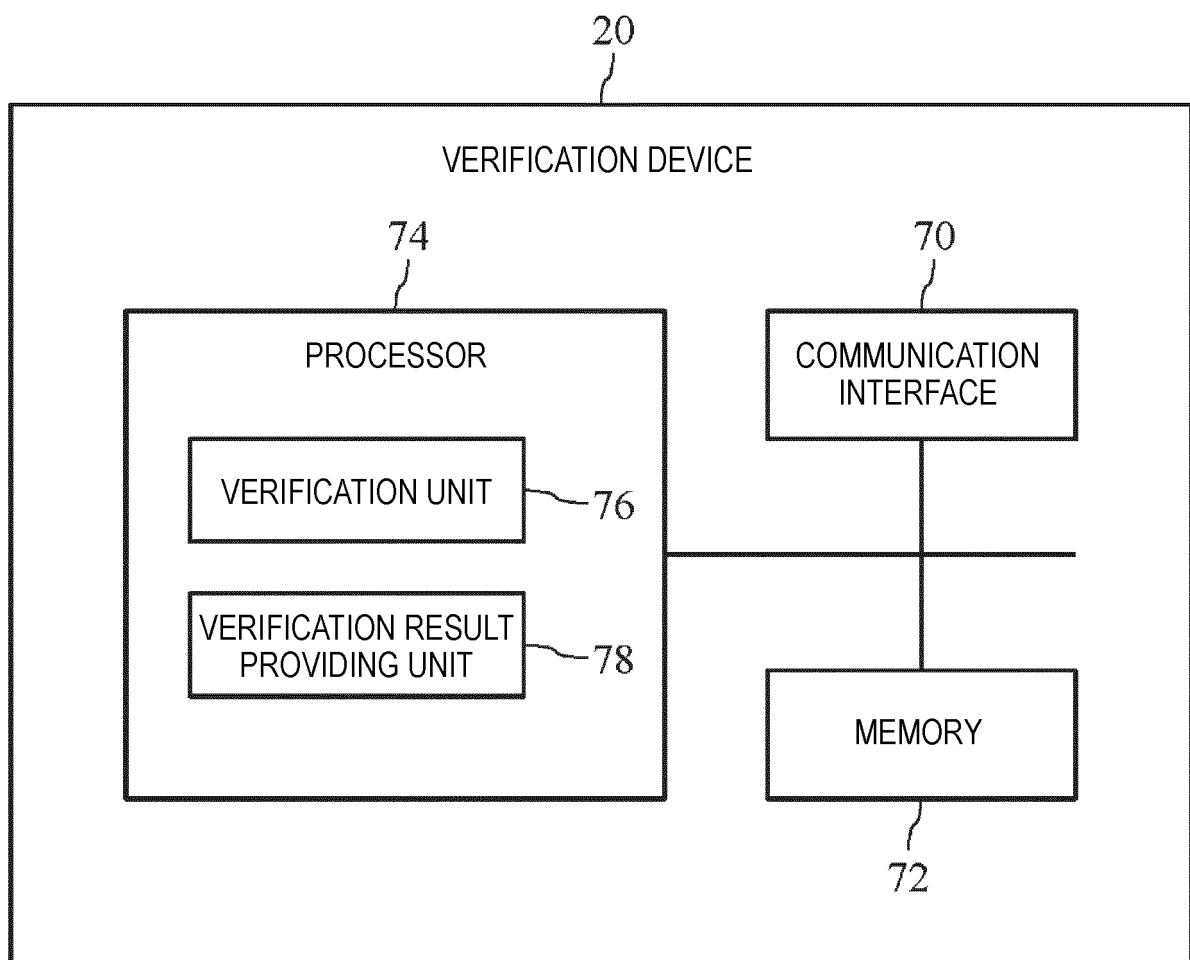 20
VERIFICATION DEVICE
74
70
PROCESSOR
COMMUNICATION
INTERFACE
VERIFICATION UNIT
76
VERIFICATION RESULT
PROVIDING UNIT
78
MEMORY
72